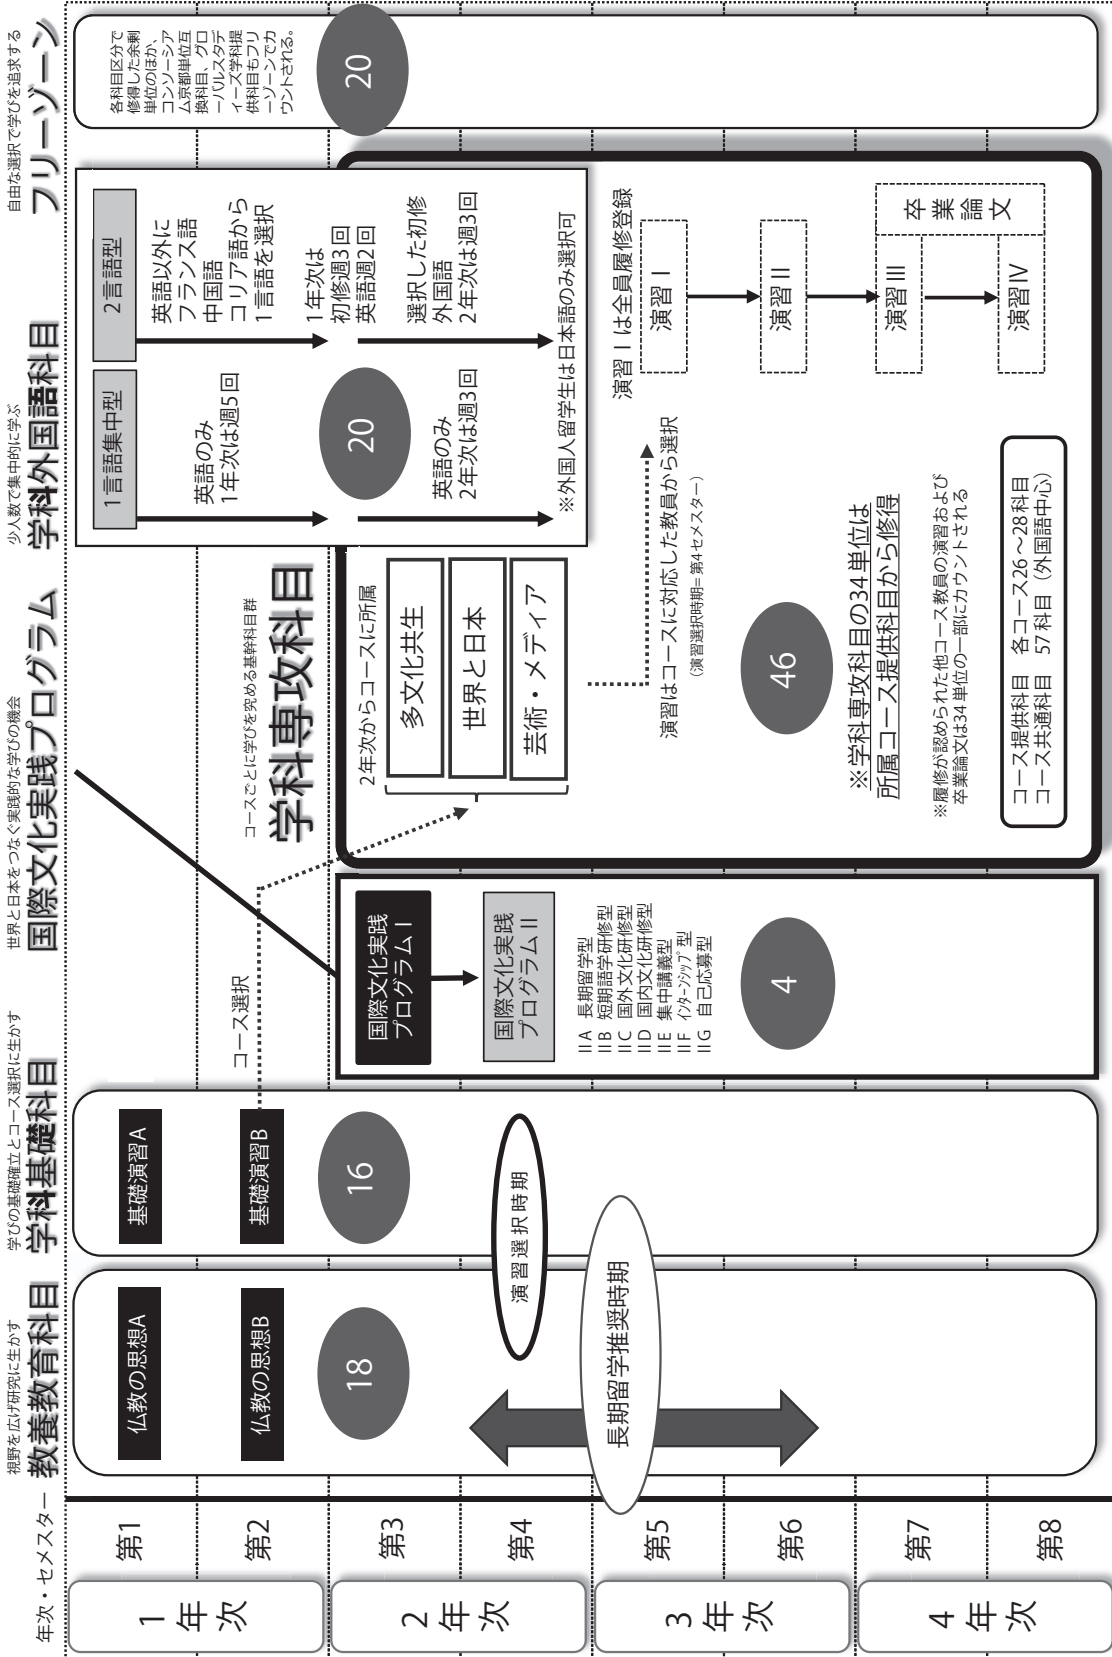 年次・セメスター
視野を広げ研究に生かす
教養教育科目
学びの基礎確立とコース選択に生かす
学科基礎科目
世界と日本をつなぐ実践的な学びの機会
国際文化実践プログラム
少人数で集中的に学ぶ
学科外国語科目
自由な選択で学びを追求する
フリーゾーン
1年次
2年次
3年次
4年次
第1
第2
第3
第4
第5
第6
第7
第8
仏教の思想A
仏教の思想B
18
長期留学推奨時期
演習選択時期
基礎演習A
基礎演習B
16
コース選択
国際文化実践
プログラムⅠ
国際文化実践
プログラムⅡ
ⅡA 長期留学型
ⅡB 短期語学研修型
ⅡC 国外文化研修型
ⅡD 国内文化研修型
ⅡE 集中講義型
ⅡF インターンシップ型
ⅡG 自己応募型
4
コースごとに学びを究める基幹科目群
学科専攻科目
2年次からコースに所属
多文化共生
世界と日本
芸術・メディア
演習はコースに対応した教員から選択
(演習選択時期=第4セメスター)
46
※学科専攻科目の34単位は
所属コース提供科目から修得
※履修が認められた他コース教員の演習および
卒業論文は34単位の一部にカウントされる
コース提供科目 各コース26~28科目
コース共通科目 57科目(外国語中心)
1言語集中型
英語のみ
1年次は週5回
20
英語のみ
2年次は週3回
2言語型
英語以外に
フランス語
中国語
コリア語から
1言語を選択
1年次は
初修週3回
英語週2回
選択した初修
外国語
2年次は週3回
※外国人留学生は日本語のみ選択可
演習Ⅰは全員履修登録
演習Ⅰ
演習Ⅱ
演習Ⅲ
演習Ⅳ
卒業論文
各科目区分で
修得した余剰
単位のほか、
コンソーシア
ム京都単位互
換科目、グロ
ーバルスタデ
ィーズ学科提
供科目もフリ
ーゾーンでカ
ウントされる。
20